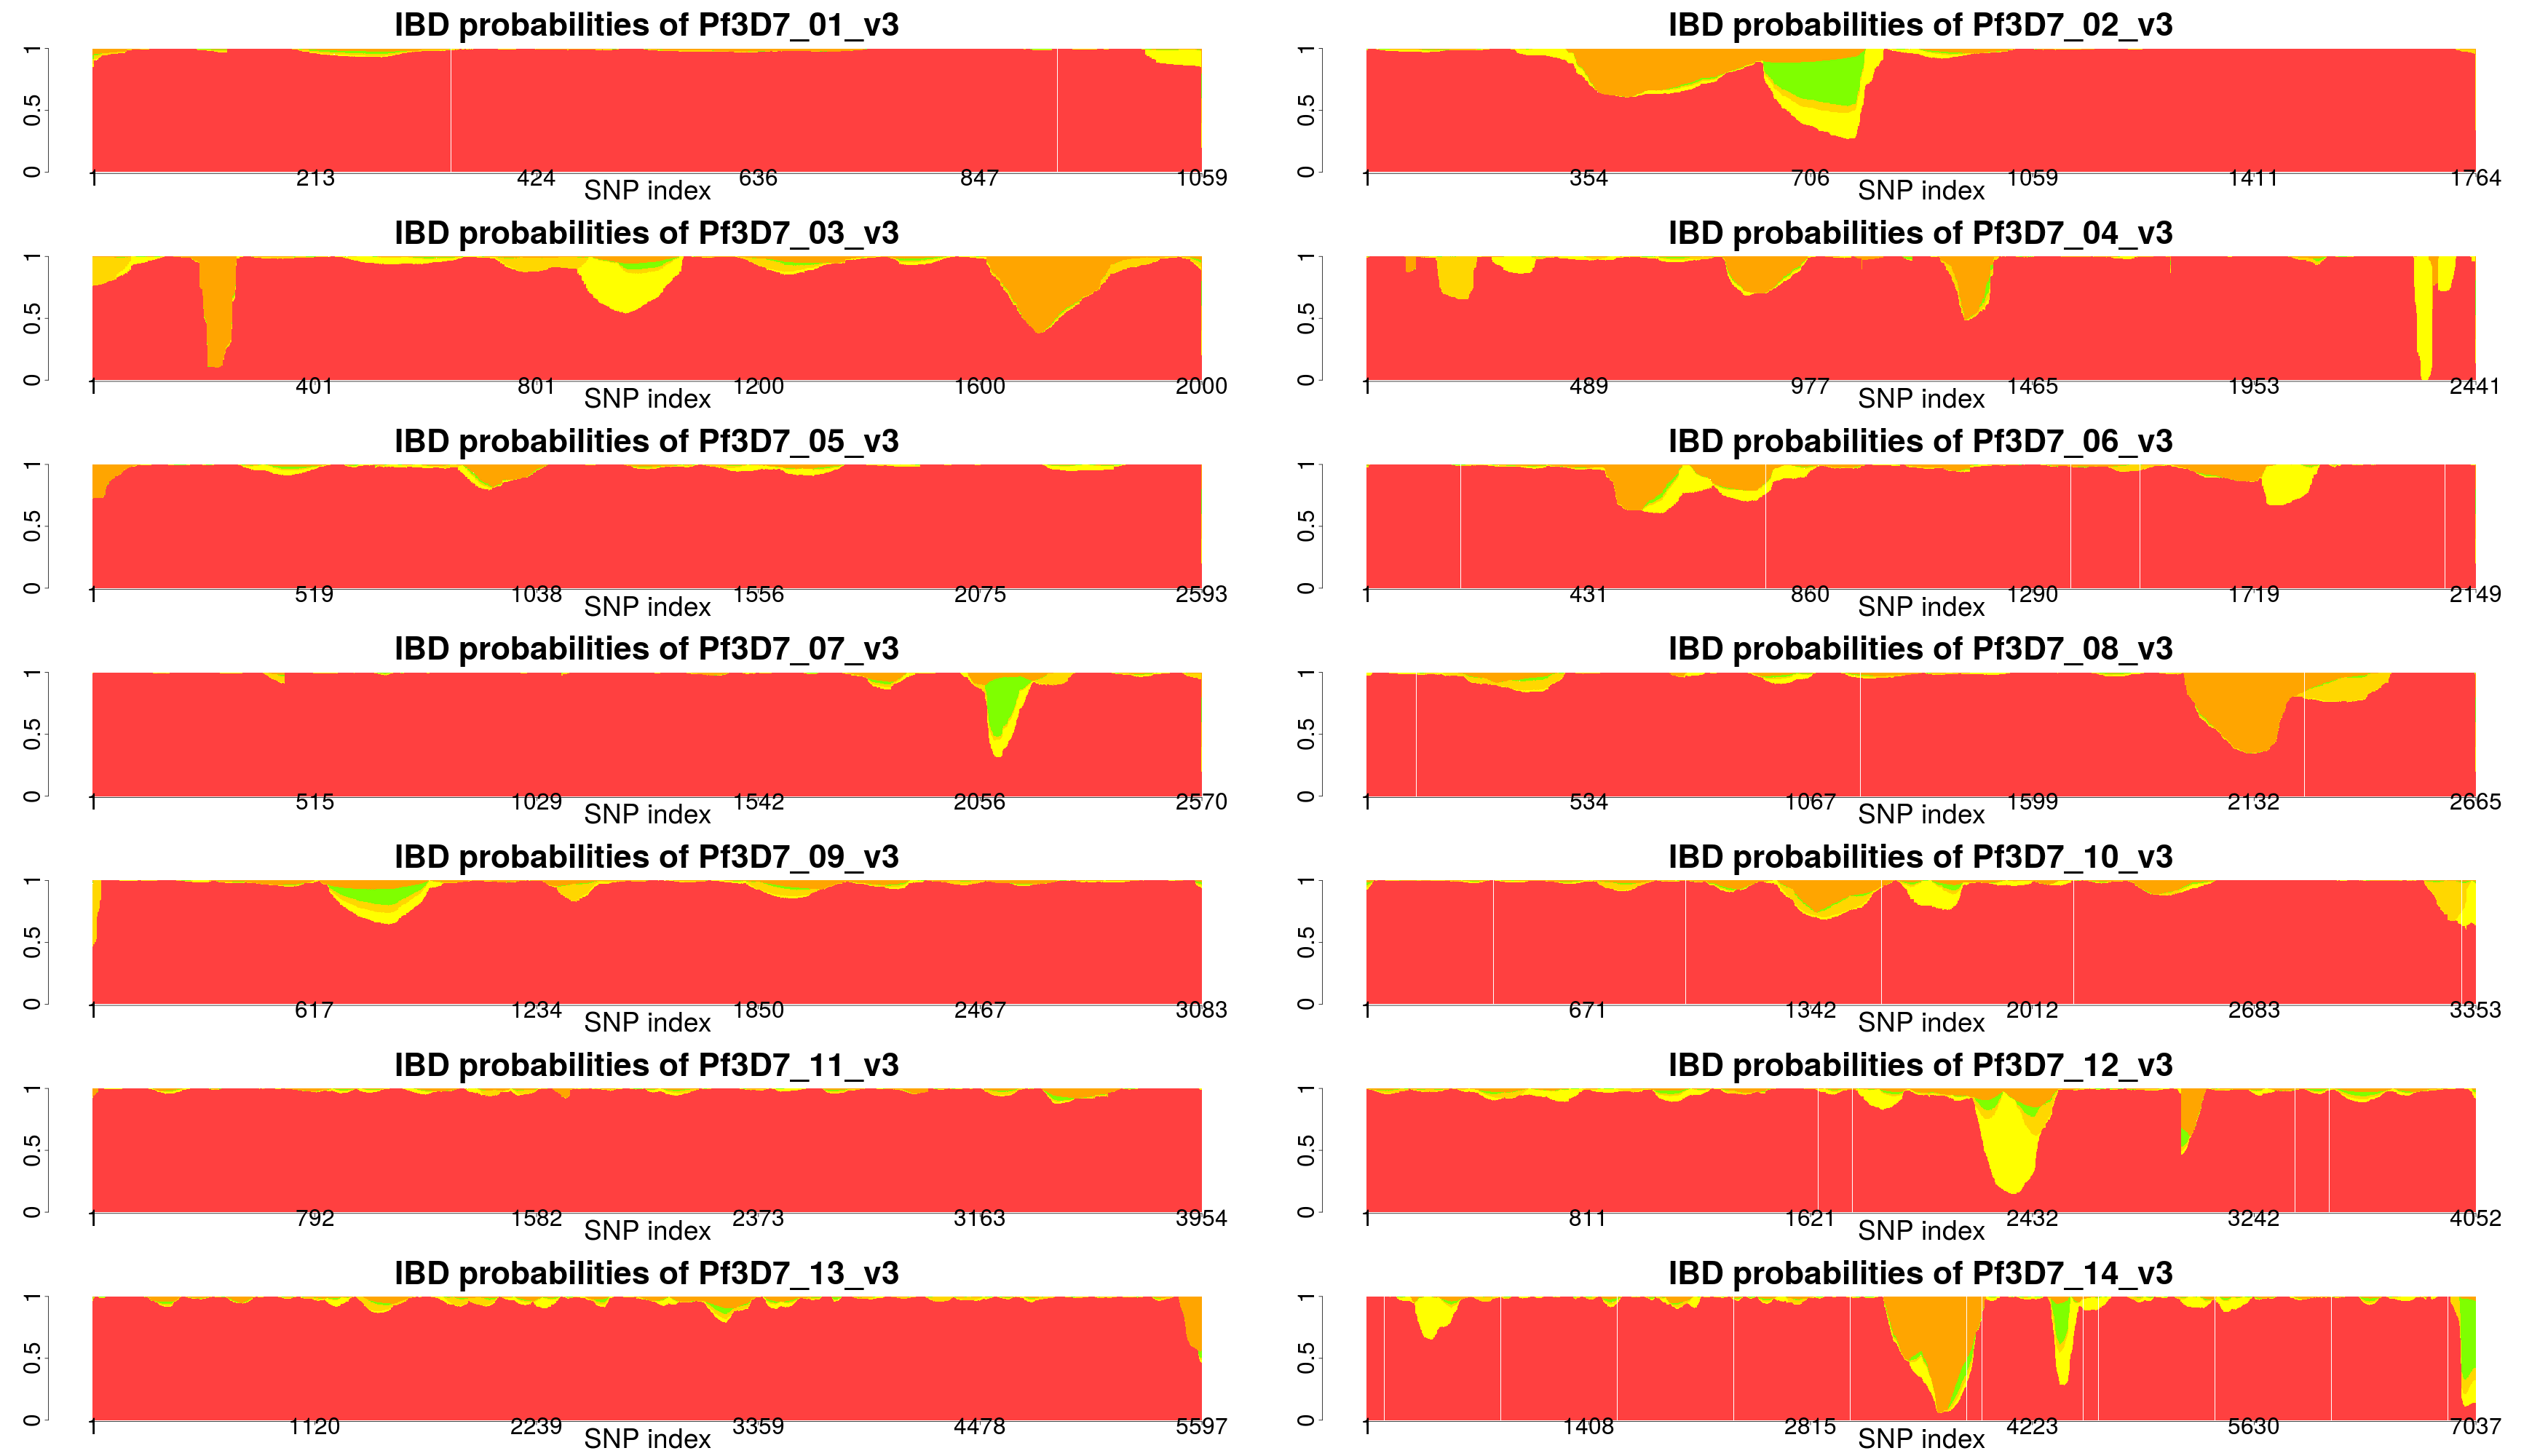 IBD probabilities of Pf3D7_01_v3
0 0.5 1
1 213 424 636 847 1059
SNP index
IBD probabilities of Pf3D7_02_v3
0 0.5 1
1 354 706 1059 1411 1764
SNP index
IBD probabilities of Pf3D7_03_v3
0 0.5 1
1 401 801 1200 1600 2000
SNP index
IBD probabilities of Pf3D7_04_v3
0 0.5 1
1 489 977 1465 1953 2441
SNP index
IBD probabilities of Pf3D7_05_v3
0 0.5 1
1 519 1038 1556 2075 2593
SNP index
IBD probabilities of Pf3D7_06_v3
0 0.5 1
1 431 860 1290 1719 2149
SNP index
IBD probabilities of Pf3D7_07_v3
0 0.5 1
1 515 1029 1542 2056 2570
SNP index
IBD probabilities of Pf3D7_08_v3
0 0.5 1
1 534 1067 1599 2132 2665
SNP index
IBD probabilities of Pf3D7_09_v3
0 0.5 1
1 617 1234 1850 2467 3083
SNP index
IBD probabilities of Pf3D7_10_v3
0 0.5 1
1 671 1342 2012 2683 3353
SNP index
IBD probabilities of Pf3D7_11_v3
0 0.5 1
1 792 1582 2373 3163 3954
SNP index
IBD probabilities of Pf3D7_12_v3
0 0.5 1
1 811 1621 2432 3242 4052
SNP index
IBD probabilities of Pf3D7_13_v3
0 0.5 1
1 1120 2239 3359 4478 5597
SNP index
IBD probabilities of Pf3D7_14_v3
0 0.5 1
1 1408 2815 4223 5630 7037
SNP index